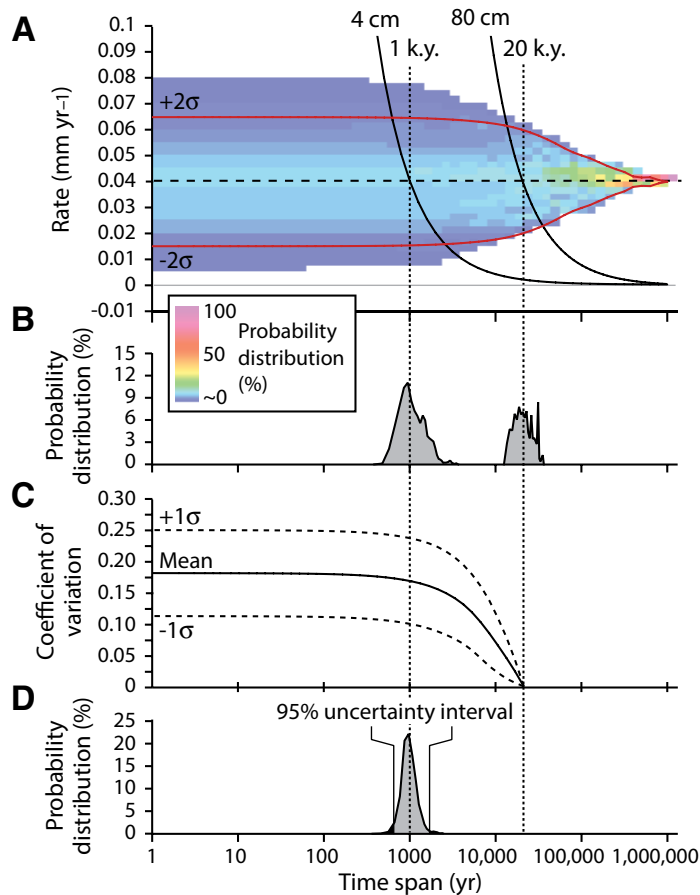 A
4 cm
80 cm
1 k.y.
20 k.y.
0.1
0.09
0.08
0.07
0.06
0.05
0.04
0.03
0.02
0.01
0
-0.01
Rate (mm yr–1)
+2σ
-2σ
B
100
50
~0
Probability
distribution
(%)
Probability
distribution (%)
15
12
9
6
3
0
C
0.30
0.25
0.20
0.15
0.10
0.05
0
Coefficient of
variation
+1σ
Mean
-1σ
D
95% uncertainty interval
Probability
distribution (%)
25
20
15
10
5
0
1
10
100
1000
10,000
100,000
1,000,000
Time span (yr)